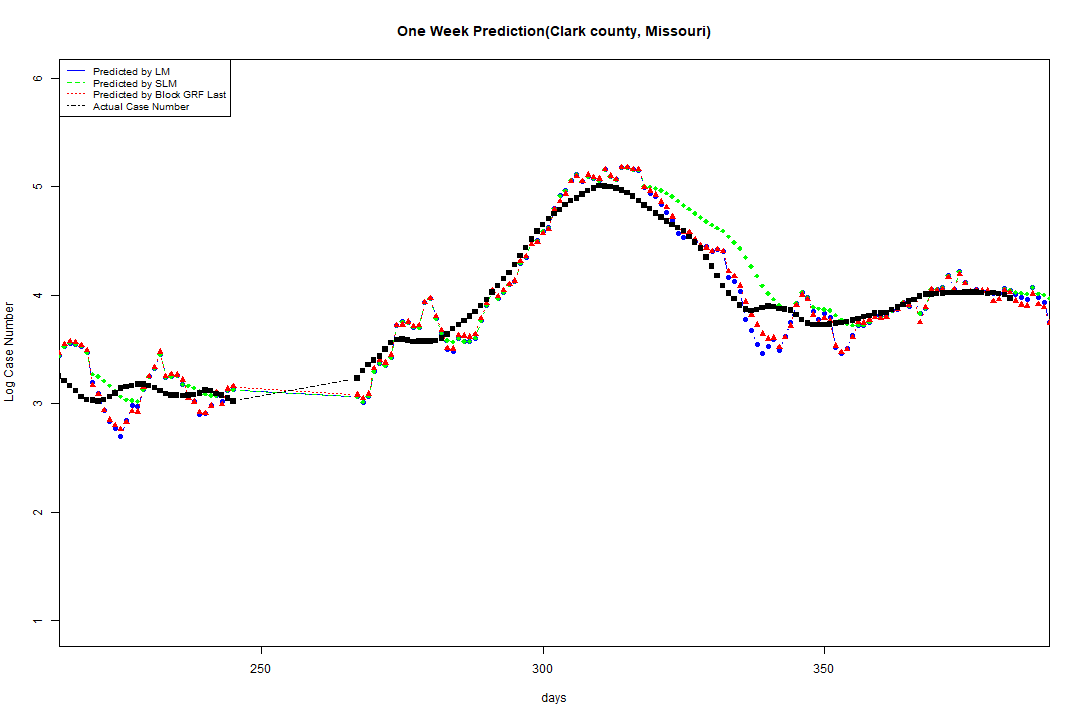 One Week Prediction(Clark county, Missouri)
Predicted by LM
Predicted by SLM
Predicted by Block GRF Last
Actual Case Number
6
5
4
3
2
1
Log Case Number
250
300
350
days